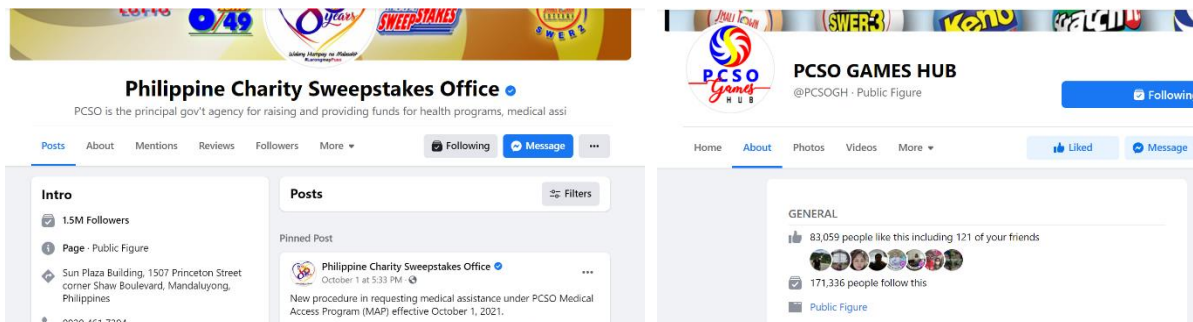 LOTTO
6/49
years
SWEEPSTAKES
SWER2
Philippine Charity Sweepstakes Office
PCSO is the principal gov't agency for raising and providing funds for health programs, medical assi
Posts About Mentions Reviews Followers More
Following
Message
Intro
1.5M Followers
Page · Public Figure
Sun Plaza Building, 1507 Princeton Street
corner Shaw Boulevard, Mandaluyong,
Philippines
Posts
Filters
Pinned Post
Philippine Charity Sweepstakes Office
October 1 at 5:33 PM
New procedure in requesting medical assistance under PCSO Medical
Access Program (MAP) effective October 1, 2021.
SWER3
Keno
PCSO
Games
HUB
PCSO GAMES HUB
@PCSOGH · Public Figure
Following
Home About Photos Videos More
Liked
Message
GENERAL
83,059 people like this including 121 of your friends
171,336 people follow this
Public Figure